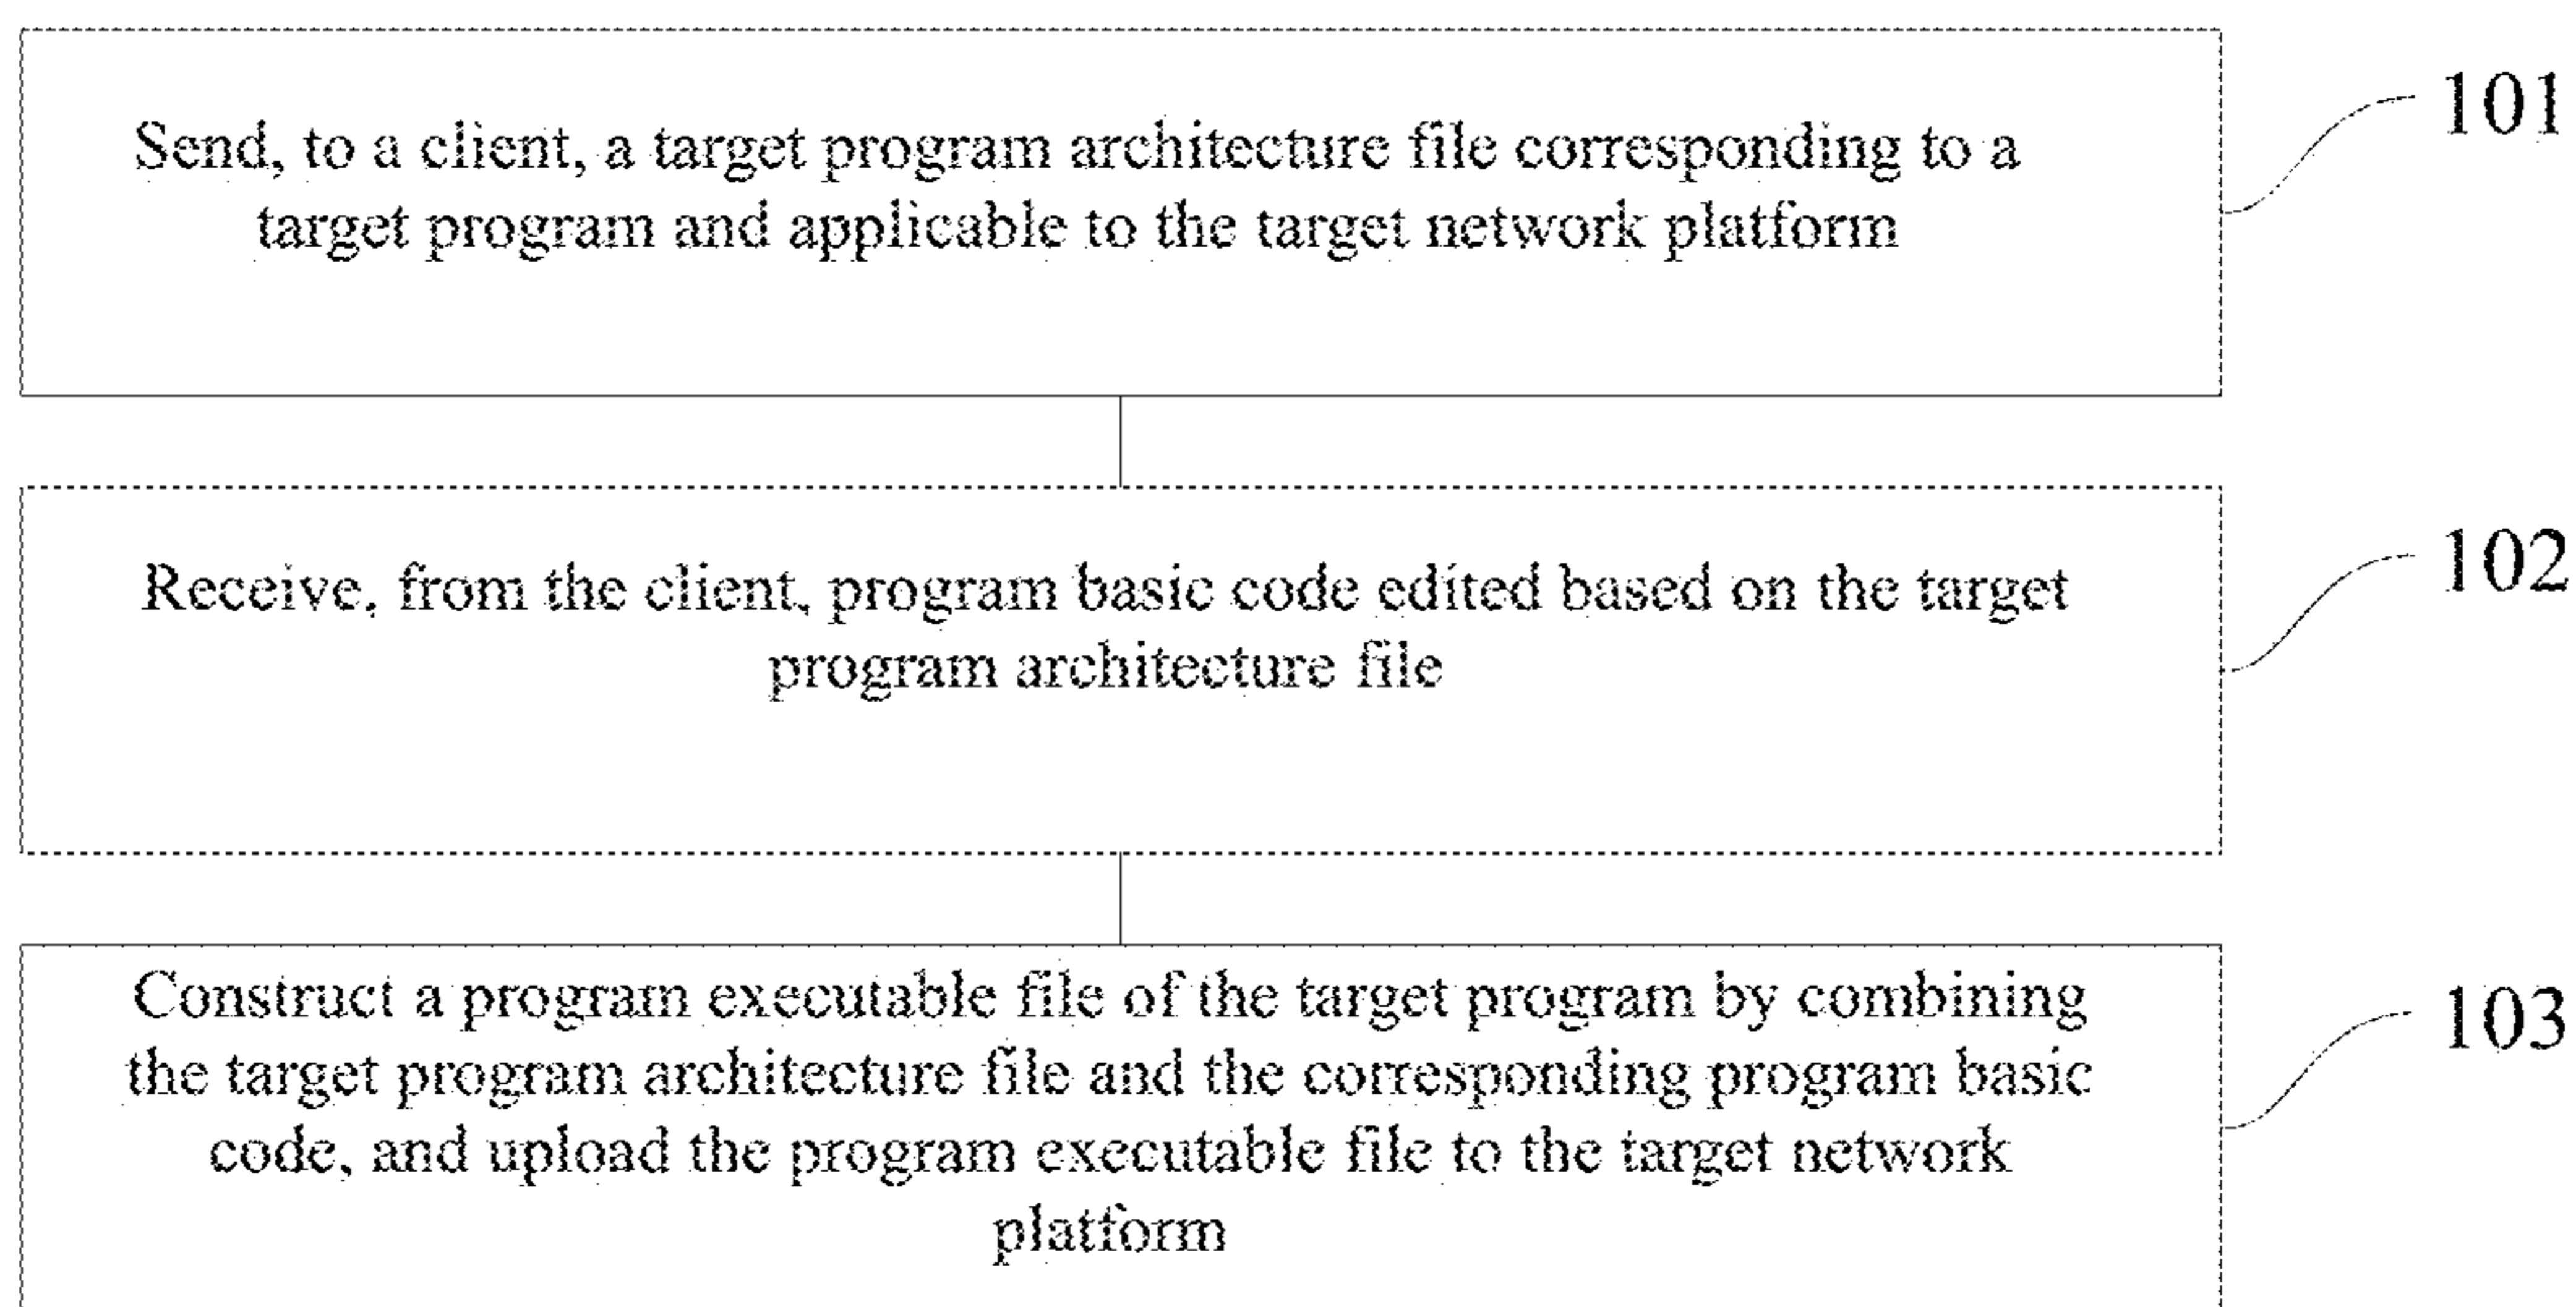 Send, to a client, a target program architecture file corresponding to a
target program and applicable to the target network platform
101
Receive, from the client, program basic code edited based on the target
program architecture file
102
Construct a program executable file of the target program by combining
the target program architecture file and the corresponding program basic
code, and upload the program executable file to the target network
platform
103